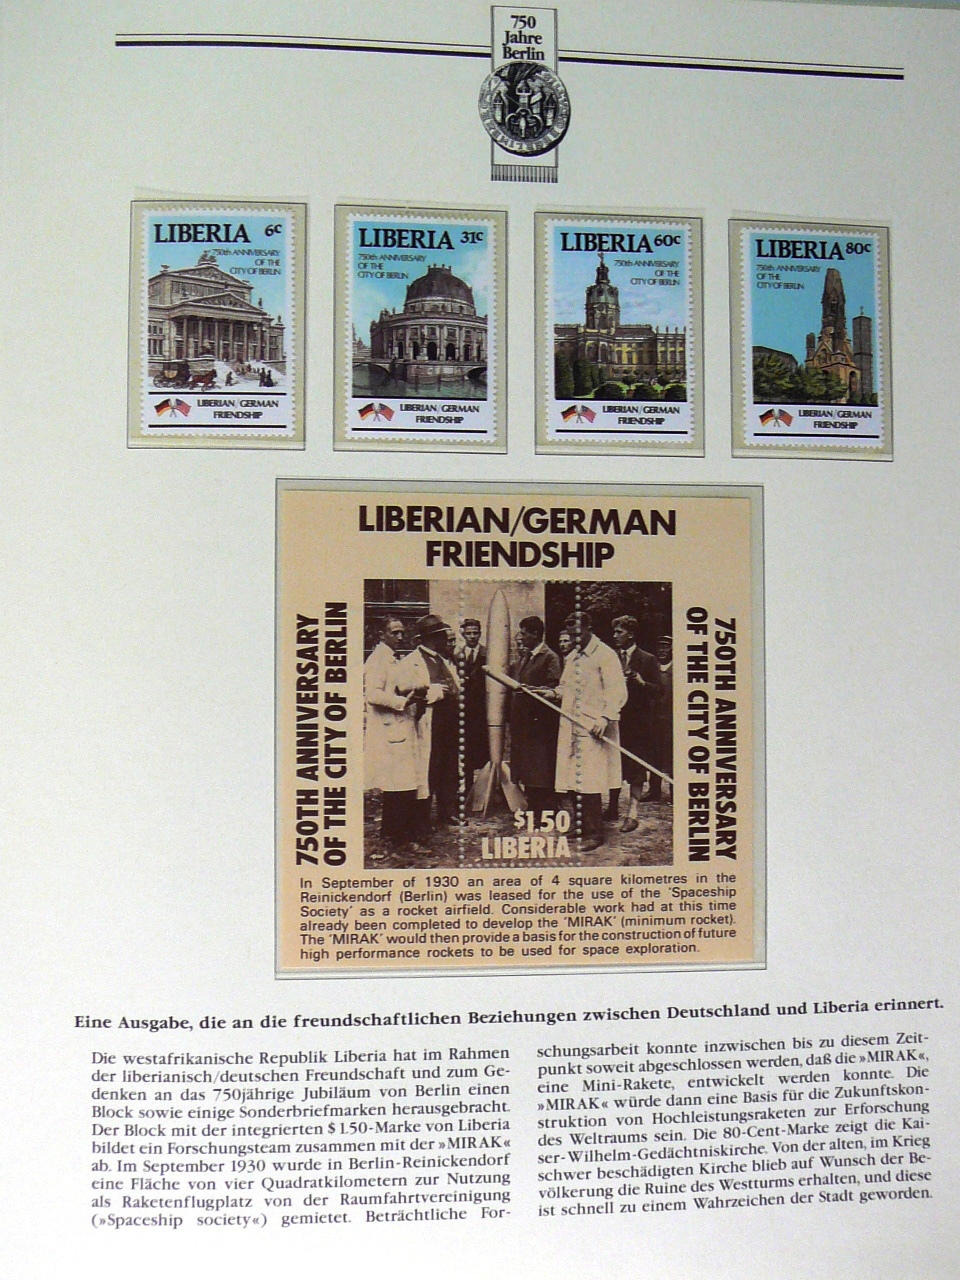 750
Jahre
Berlin
LIBERIA 6c
750th ANNIVERSARY
OF THE
CITY OF BERLIN
LIBERIAN/GERMAN
FRIENDSHIP
LIBERIA 31c
750th ANNIVERSARY
OF THE
CITY OF BERLIN
LIBERIAN/GERMAN
FRIENDSHIP
LIBERIA 60c
750th ANNIVERSARY
OF THE
CITY OF BERLIN
LIBERIAN/GERMAN
FRIENDSHIP
LIBERIA 80c
750th ANNIVERSARY
OF THE
CITY OF BERLIN
LIBERIAN/GERMAN
FRIENDSHIP
LIBERIAN/GERMAN
FRIENDSHIP
750TH ANNIVERSARY
OF THE CITY OF BERLIN
750TH ANNIVERSARY
OF THE CITY OF BERLIN
$1.50
LIBERIA
In September of 1930 an area of 4 square kilometres in the
Reinickendorf (Berlin) was leased for the use of the 'Spaceship
Society' as a rocket airfield. Considerable work had at this time
already been completed to develop the 'MIRAK' (minimum rocket).
The 'MIRAK' would then provide a basis for the construction of future
high performance rockets to be used for space exploration.
Eine Ausgabe, die an die freundschaftlichen Beziehungen zwischen Deutschland und Liberia erinnert.
Die westafrikanische Republik Liberia hat im Rahmen
der liberianisch/deutschen Freundschaft und zum Ge-
denken an das 750jährige Jubiläum von Berlin einen
Block sowie einige Sonderbriefmarken herausgebracht.
Der Block mit der integrierten $ 1.50-Marke von Liberia
bildet ein Forschungsteam zusammen mit der »MIRAK«
ab. Im September 1930 wurde in Berlin-Reinickendorf
eine Fläche von vier Quadratkilometern zur Nutzung
als Raketenflugplatz von der Raumfahrtvereinigung
(»Spaceship society«) gemietet. Beträchtliche For-
schungsarbeit konnte inzwischen bis zu diesem Zeit-
punkt soweit abgeschlossen werden, daß die »MIRAK«,
eine Mini-Rakete, entwickelt werden konnte. Die
»MIRAK« würde dann eine Basis für die Zukunftskon-
struktion von Hochleistungsraketen zur Erforschung
des Weltraums sein. Die 80-Cent-Marke zeigt die Kai-
ser-Wilhelm-Gedächtniskirche. Von der alten, im Krieg
schwer beschädigten Kirche blieb auf Wunsch der Be-
völkerung die Ruine des Westturms erhalten, und diese
ist schnell zu einem Wahrzeichen der Stadt geworden.